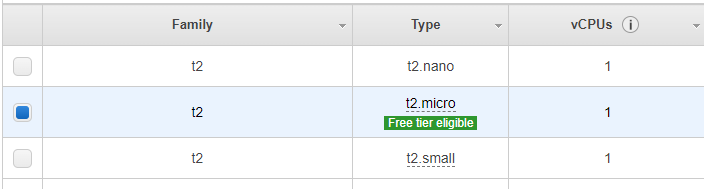 Family Type vCPUs i
t2 t2.nano 1
t2 t2.micro 1
Free tier eligible
t2 t2.small 1